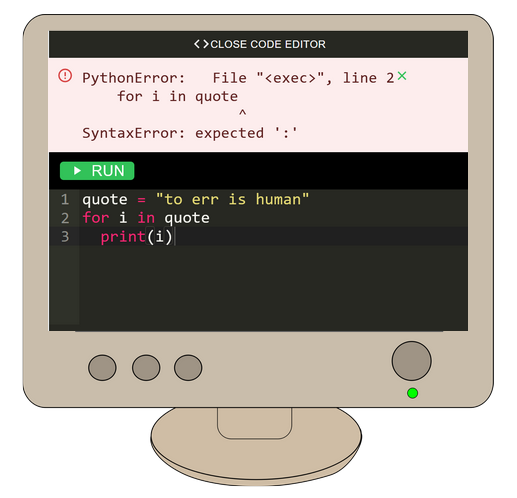 <>CLOSE CODE EDITOR
PythonError:   File "<exec>", line 2
    for i in quote
                  ^
SyntaxError: expected ':'
RUN
1 quote = "to err is human"
2 for i in quote
3   print(i)